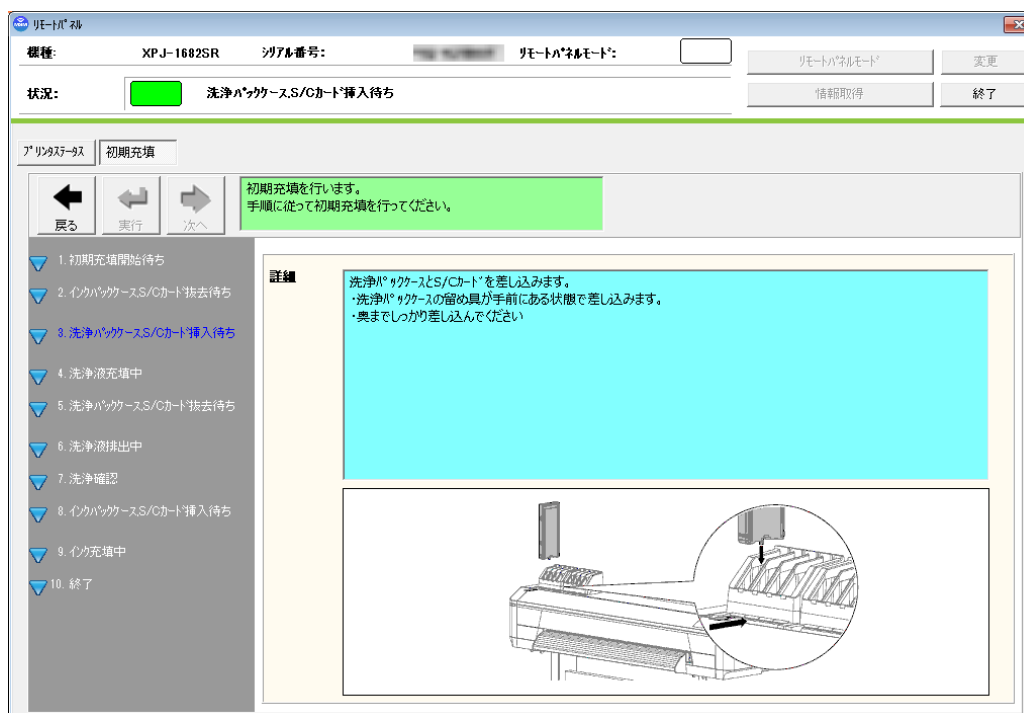 リモートパネル
機種: XPJ-1682SR シリアル番号: リモートパネルモード:
リモートパネルモード 変更
状況: 洗浄パックケース,S/Cカード挿入待ち
情報取得 終了
プリンタステータス 初期充填
戻る 実行 次へ
初期充填を行います。
手順に従って初期充填を行ってください。
1. 初期充填開始待ち
2. インクパックケース,S/Cカード抜去待ち
3. 洗浄パックケース,S/Cカード挿入待ち
4. 洗浄液充填中
5. 洗浄パックケース,S/Cカード抜去待ち
6. 洗浄液排出中
7. 洗浄確認
8. インクパックケース,S/Cカード挿入待ち
9. インク充填中
10. 終了
詳細
洗浄パックケースとS/Cカードを差し込みます。
・洗浄パックケースの留め具が手前にある状態で差し込みます。
・奥までしっかり差し込んでください